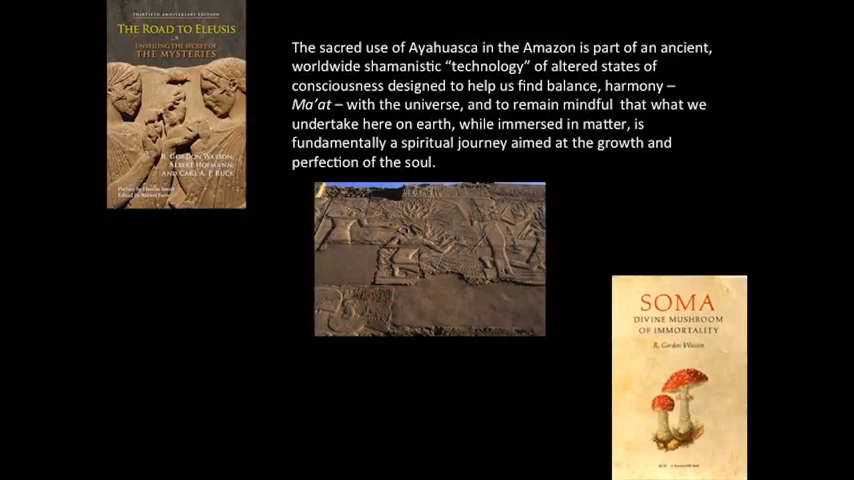 THIRTIETH ANNIVERSARY EDITION
THE ROAD TO ELEUSIS
UNVEILING THE SECRET OF
THE MYSTERIES
R. GORDON WASSON,
ALBERT HOFMANN,
AND CARL A. P. RUCK
Preface by Huston Smith
The sacred use of Ayahuasca in the Amazon is part of an ancient,
worldwide shamanistic “technology” of altered states of
consciousness designed to help us find balance, harmony –
Ma’at – with the universe, and to remain mindful  that what we
undertake here on earth, while immersed in matter, is
fundamentally a spiritual journey aimed at the growth and
perfection of the soul.
SOMA
DIVINE MUSHROOM
OF IMMORTALITY
R. Gordon Wasson